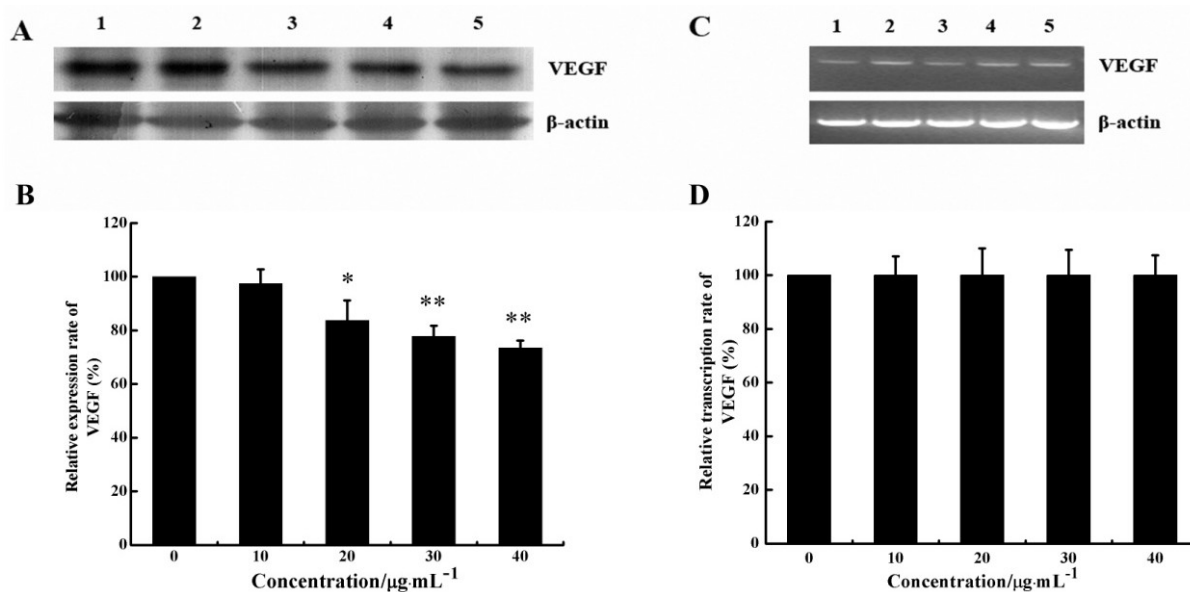 A
1 2 3 4 5
VEGF
β-actin
B
120
100
80
60
40
20
0
Relative expression rate of
VEGF (%)
*
**
**
0 10 20 30 40
Concentration/μg·mL⁻¹
C
1 2 3 4 5
VEGF
β-actin
D
120
100
80
60
40
20
0
Relative transcription rate of
VEGF (%)
0 10 20 30 40
Concentration/μg·mL⁻¹